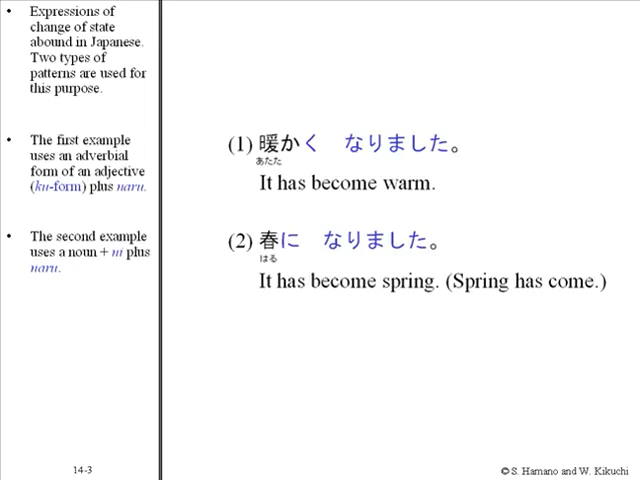 • Expressions of
change of state
abound in Japanese.
Two types of
patterns are used for
this purpose.
• The first example
uses an adverbial
form of an adjective
(ku-form) plus naru.
• The second example
uses a noun + ni plus
naru.
(1) 暖かく なりました。
あたた
It has become warm.
(2) 春に なりました。
はる
It has become spring. (Spring has come.)
14-3
© S. Hamano and W. Kikuchi